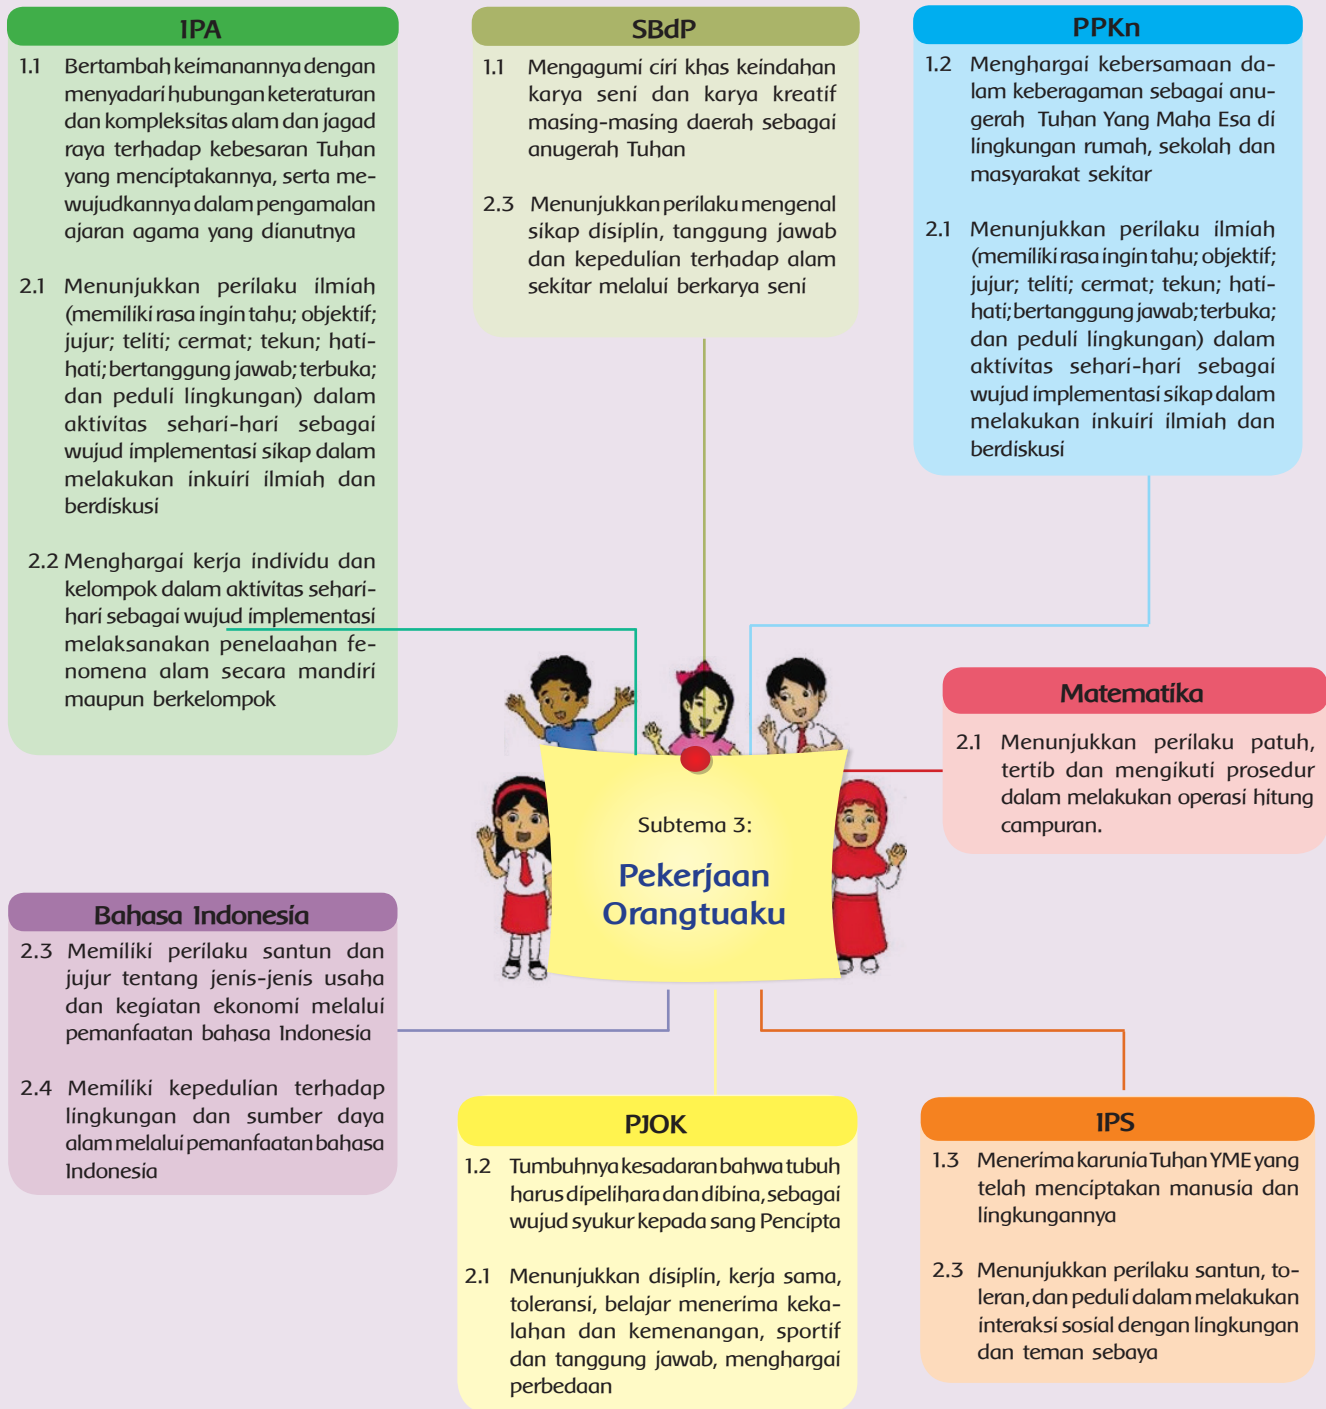 IPA
1.1 Bertambah keimanannya dengan
menyadari hubungan keteraturan
dan kompleksitas alam dan jagad
raya terhadap kebesaran Tuhan
yang menciptakannya, serta me-
wujudkannya dalam pengamalan
ajaran agama yang dianutnya
2.1 Menunjukkan perilaku ilmiah
(memiliki rasa ingin tahu; objektif;
jujur; teliti; cermat; tekun; hati-
hati; bertanggung jawab; terbuka;
dan peduli lingkungan) dalam
aktivitas sehari-hari sebagai
wujud implementasi sikap dalam
melakukan inkuiri ilmiah dan
berdiskusi
2.2 Menghargai kerja individu dan
kelompok dalam aktivitas sehari-
hari sebagai wujud implementasi
melaksanakan penelaahan fe-
nomena alam secara mandiri
maupun berkelompok
SBdP
1.1 Mengagumi ciri khas keindahan
karya seni dan karya kreatif
masing-masing daerah sebagai
anugerah Tuhan
2.3 Menunjukkan perilaku mengenal
sikap disiplin, tanggung jawab
dan kepedulian terhadap alam
sekitar melalui berkarya seni
PPKn
1.2 Menghargai kebersamaan da-
lam keberagaman sebagai anu-
gerah Tuhan Yang Maha Esa di
lingkungan rumah, sekolah dan
masyarakat sekitar
2.1 Menunjukkan perilaku ilmiah
(memiliki rasa ingin tahu; objektif;
jujur; teliti; cermat; tekun; hati-
hati; bertanggung jawab; terbuka;
dan peduli lingkungan) dalam
aktivitas sehari-hari sebagai
wujud implementasi sikap dalam
melakukan inkuiri ilmiah dan
berdiskusi
Matematika
2.1 Menunjukkan perilaku patuh,
tertib dan mengikuti prosedur
dalam melakukan operasi hitung
campuran.
Subtema 3:
Pekerjaan
Orangtuaku
Bahasa Indonesia
2.3 Memiliki perilaku santun dan
jujur tentang jenis-jenis usaha
dan kegiatan ekonomi melalui
pemanfaatan bahasa Indonesia
2.4 Memiliki kepedulian terhadap
lingkungan dan sumber daya
alam melalui pemanfaatan bahasa
Indonesia
PJOK
1.2 Tumbuhnya kesadaran bahwa tubuh
harus dipelihara dan dibina, sebagai
wujud syukur kepada sang Pencipta
2.1 Menunjukkan disiplin, kerja sama,
toleransi, belajar menerima keka-
lahan dan kemenangan, sportif
dan tanggung jawab, menghargai
perbedaan
IPS
1.3 Menerima karunia Tuhan YME yang
telah menciptakan manusia dan
lingkungannya
2.3 Menunjukkan perilaku santun, to-
leran, dan peduli dalam melakukan
interaksi sosial dengan lingkungan
dan teman sebaya